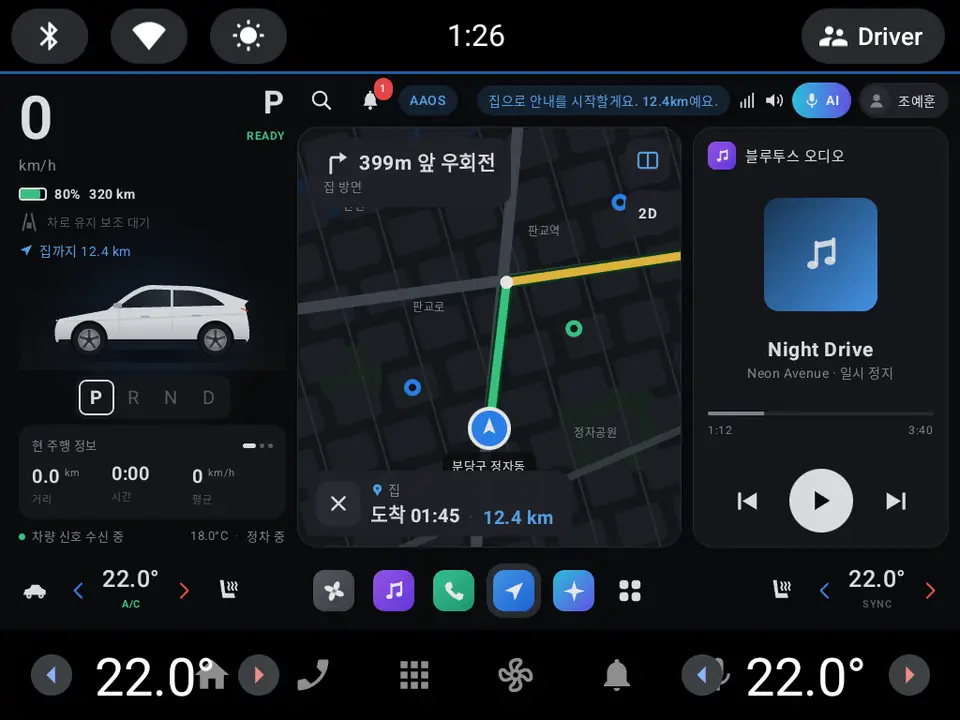 1:26
Driver
0
P
READY
km/h
80% 320 km
차로 유지 보조 대기
집까지 12.4 km
P R N D
현 주행 정보
0.0 km
거리
0:00
시간
0 km/h
평균
차량 신호 수신 중
18.0°C · 정차 중
1
AAOS
집으로 안내를 시작할게요. 12.4km예요.
AI
조예훈
399m 앞 우회전
집 방면
2D
판교역
판교로
정자공원
분당구 정자동
집
도착 01:45 · 12.4 km
블루투스 오디오
Night Drive
Neon Avenue · 일시 정지
1:12
3:40
22.0°
A/C
22.0°
SYNC
22.0°
22.0°